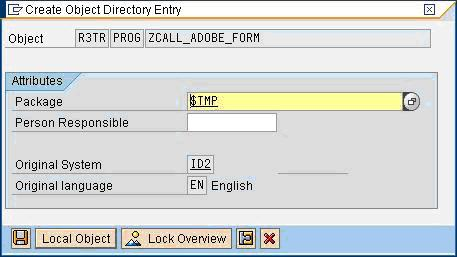 Create Object Directory Entry
Object R3TR PROG ZCALL_ADOBE_FORM
Attributes
Package $TMP
Person Responsible
Original System ID2
Original language EN English
Local Object Lock Overview